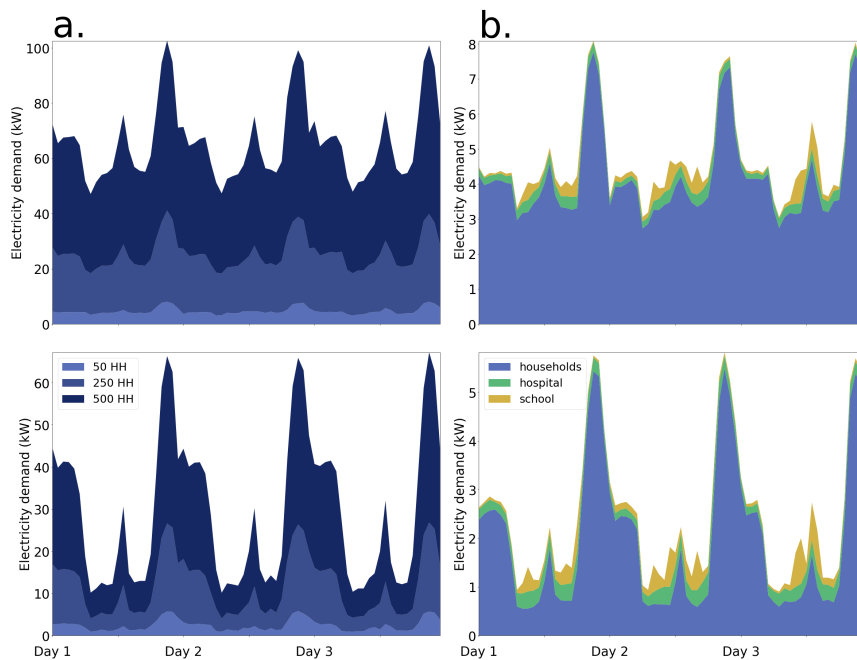 a.
b.
Electricity demand (kW)
100
80
60
40
20
0
Electricity demand (kW)
8
7
6
5
4
3
2
1
0
Electricity demand (kW)
60
50
40
30
20
10
0
50 HH
250 HH
500 HH
Day 1
Day 2
Day 3
Electricity demand (kW)
5
4
3
2
1
0
households
hospital
school
Day 1
Day 2
Day 3